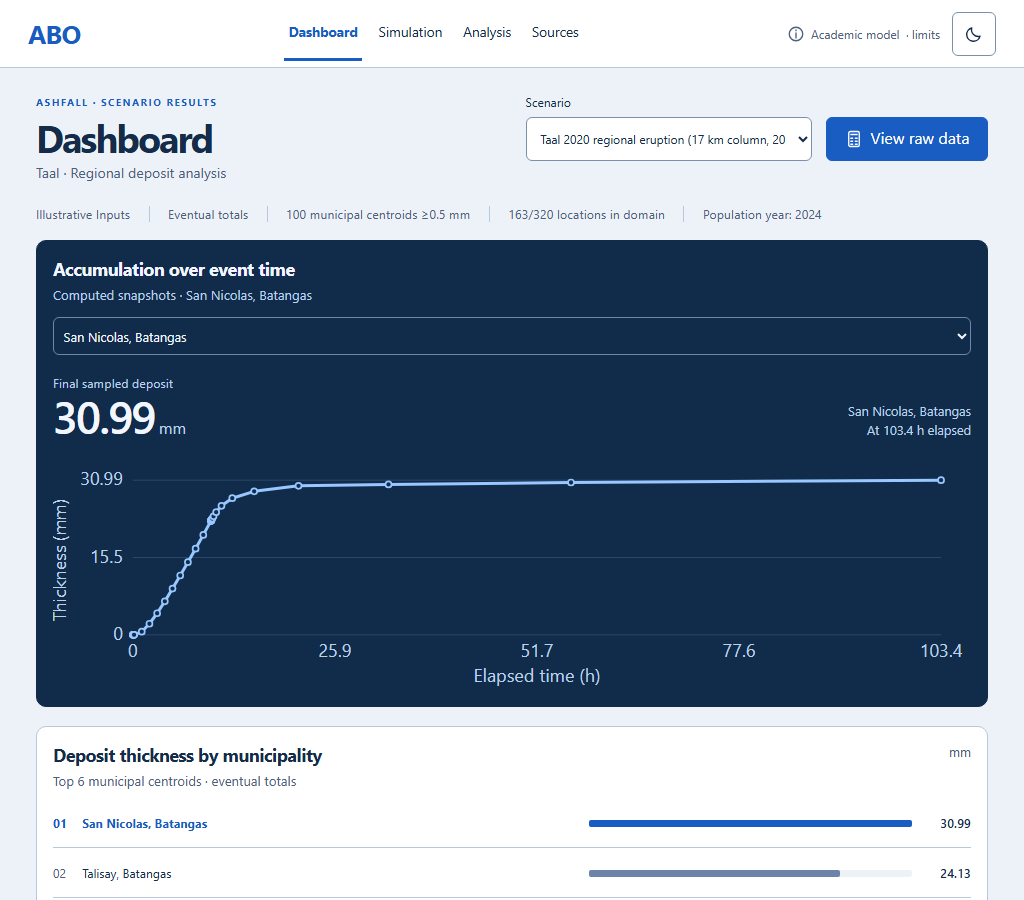 ABO
Dashboard
Simulation
Analysis
Sources
Academic model · limits
ASHFALL · SCENARIO RESULTS
Dashboard
Taal · Regional deposit analysis
Scenario
Taal 2020 regional eruption (17 km column, 20
View raw data
Illustrative Inputs
Eventual totals
100 municipal centroids ≥0.5 mm
163/320 locations in domain
Population year: 2024
Accumulation over event time
Computed snapshots · San Nicolas, Batangas
San Nicolas, Batangas
Final sampled deposit
30.99 mm
San Nicolas, Batangas
At 103.4 h elapsed
Thickness (mm)
30.99
15.5
0
0
25.9
51.7
77.6
103.4
Elapsed time (h)
Deposit thickness by municipality
mm
Top 6 municipal centroids · eventual totals
01 San Nicolas, Batangas 30.99
02 Talisay, Batangas 24.13